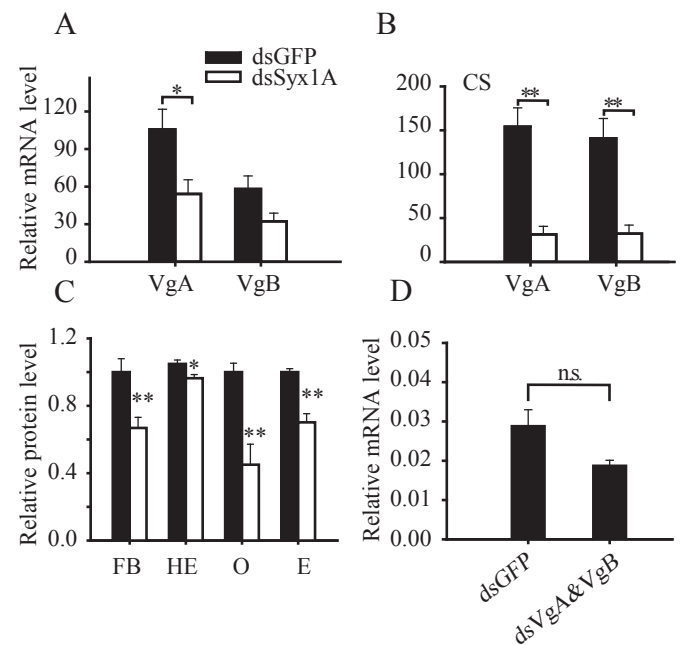 A
dsGFP
dsSyx1A
Relative mRNA level
120
90
60
30
0
*
VgA
VgB
B
CS
200
150
100
50
0
**
**
VgA
VgB
C
Relative protein level
1.2
0.8
0.4
0.0
**
*
**
**
FB
HE
O
E
D
Relative mRNA level
0.05
0.04
0.03
0.02
0.01
0.00
n.s.
dsGFP
dsVgA&VgB